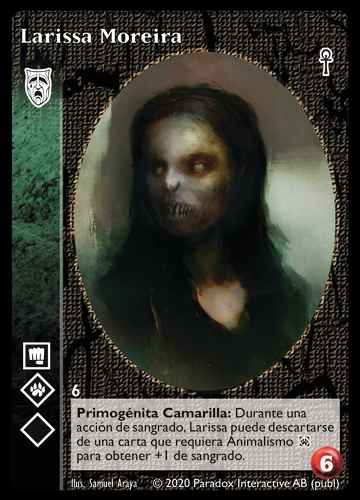 Larissa Moreira
6
Primogénita Camarilla: Durante una
acción de sangrado, Larissa puede descartarse
de una carta que requiera Animalismo
para obtener +1 de sangrado.
6
Ilus. Samuel Araya © 2020 Paradox Interactive AB (publ)